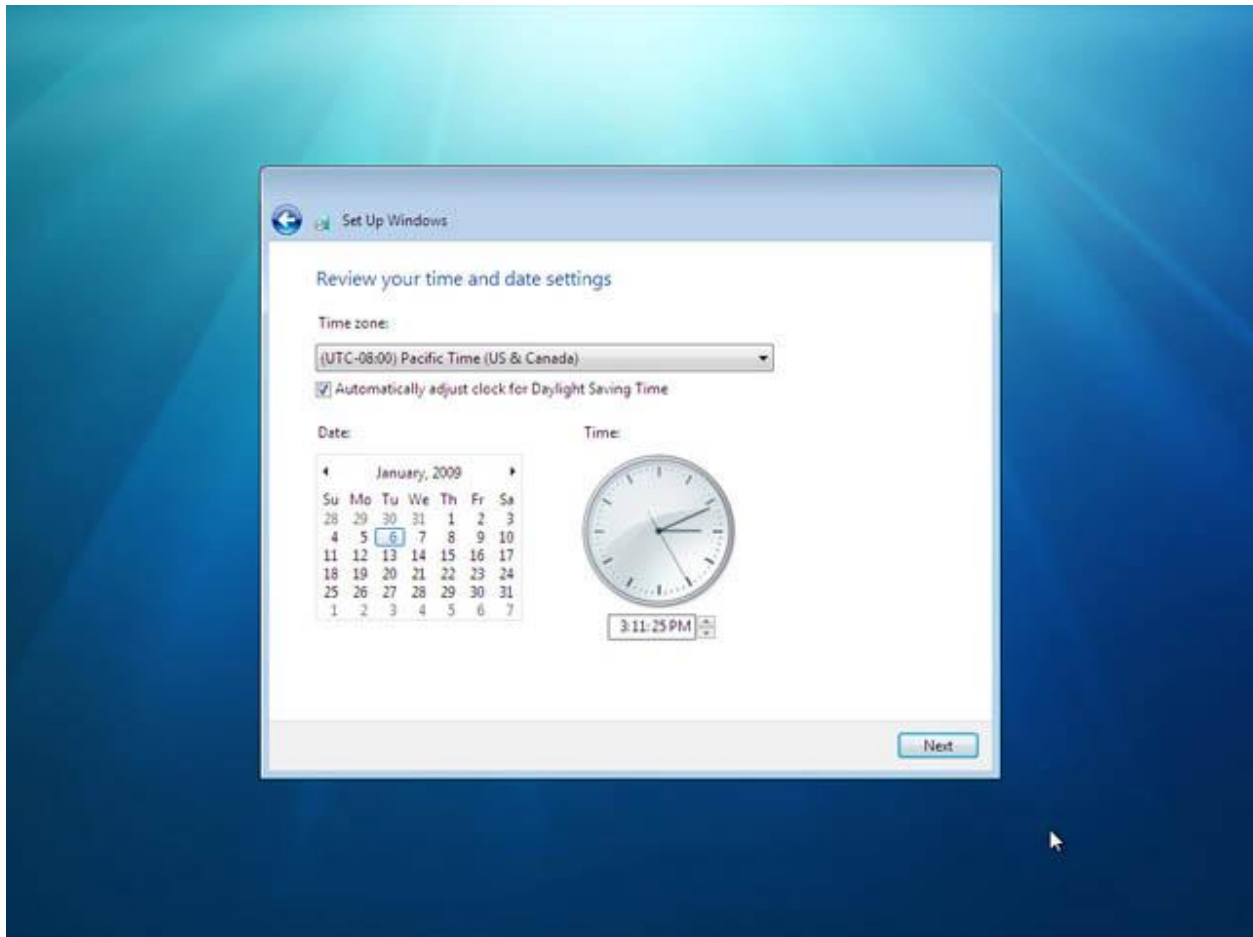 Set Up Windows
Review your time and date settings
Time zone:
(UTC-08:00) Pacific Time (US & Canada)
Automatically adjust clock for Daylight Saving Time
Date:
Time:
January, 2009
Su Mo Tu We Th Fr Sa
28 29 30 31 1 2 3
4 5 6 7 8 9 10
11 12 13 14 15 16 17
18 19 20 21 22 23 24
25 26 27 28 29 30 31
1 2 3 4 5 6 7
3:11:25 PM
Next